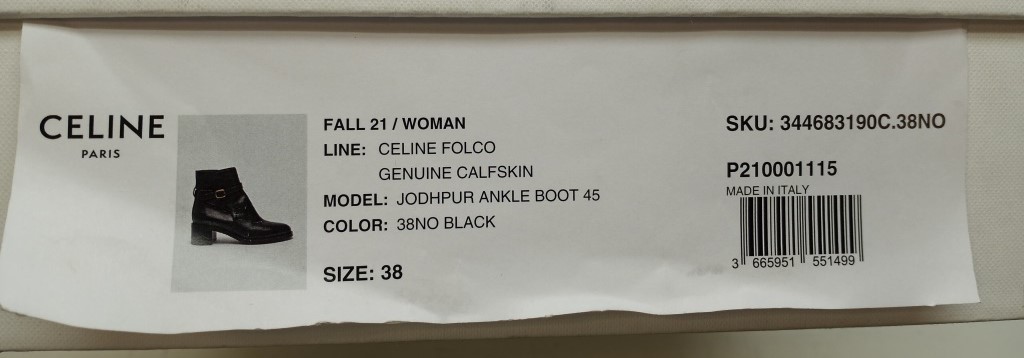 CELINE
PARIS
FALL 21 / WOMAN
LINE: CELINE FOLCO
GENUINE CALFSKIN
MODEL: JODHPUR ANKLE BOOT 45
COLOR: 38NO BLACK
SIZE: 38
SKU: 344683190C.38NO
P210001115
MADE IN ITALY
3 665951 551499